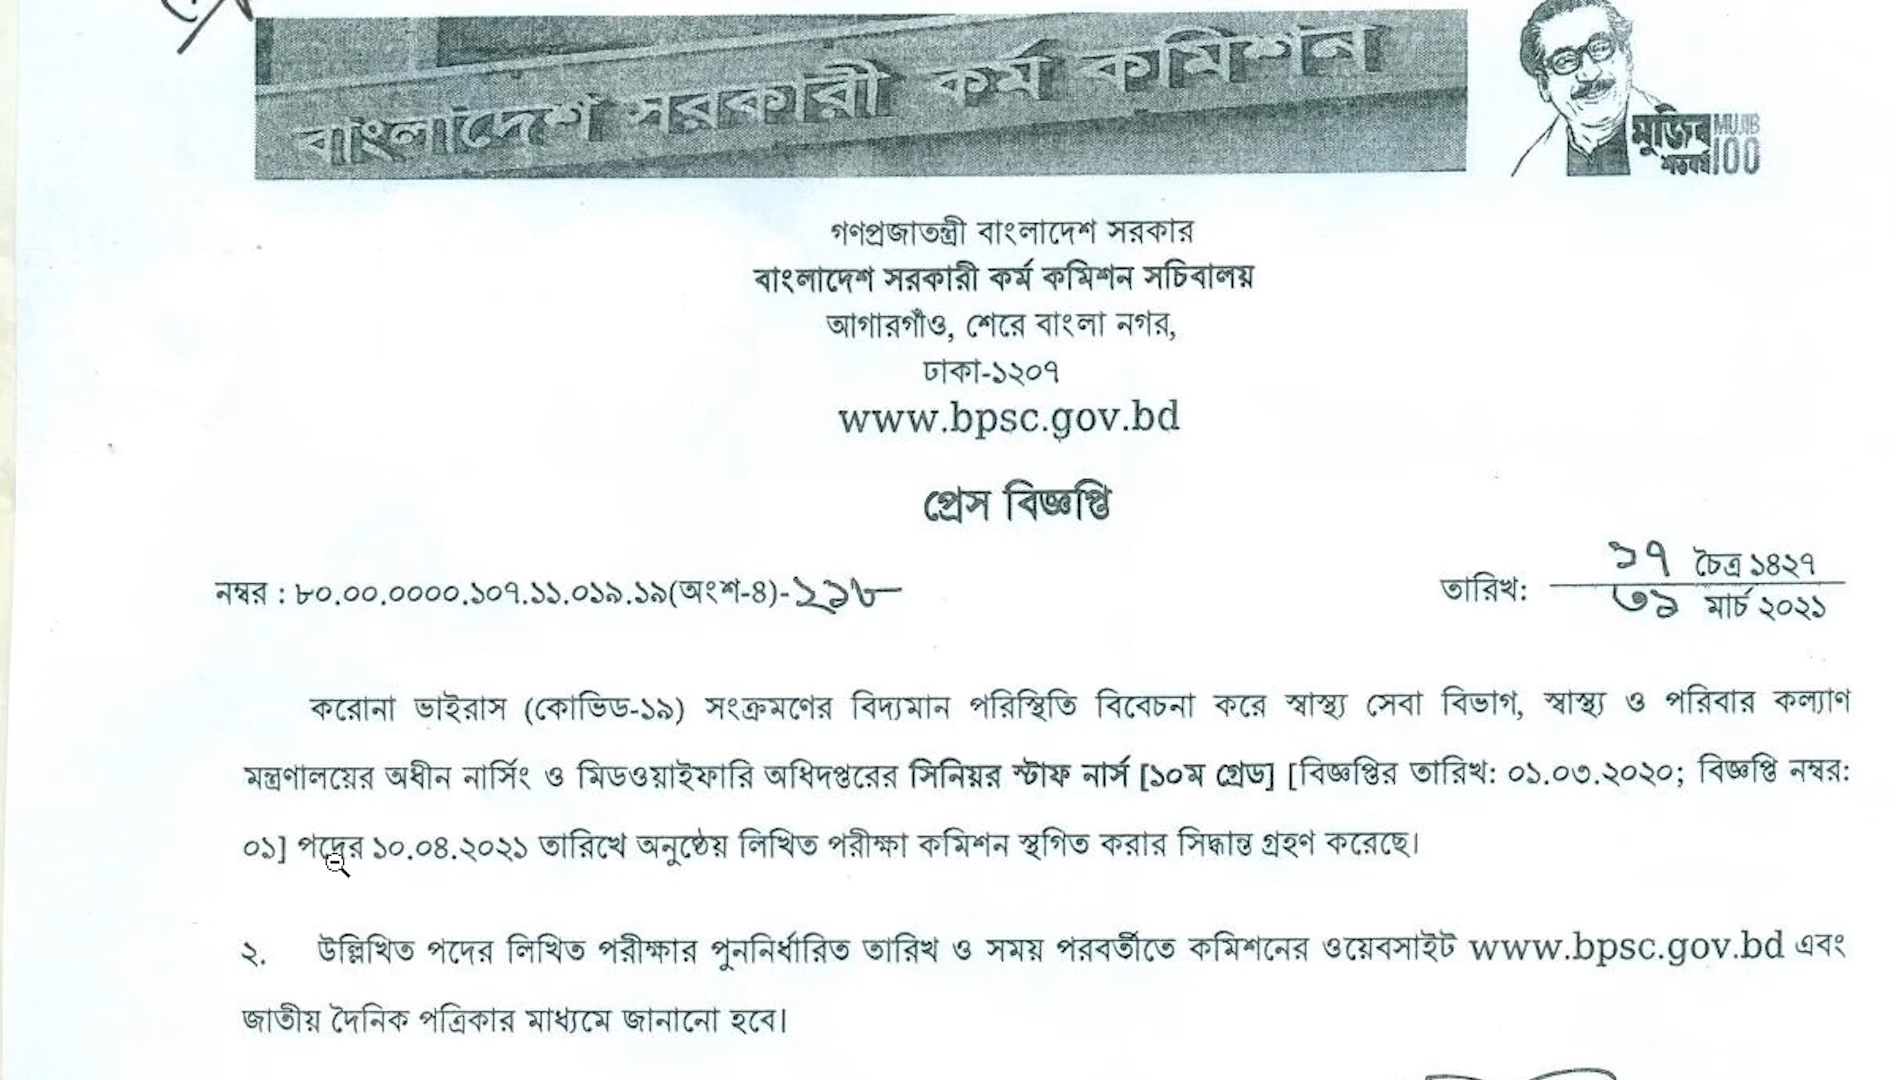 বাংলাদেশ সরকারী কর্ম কমিশন
মুজিব MUJIB
শতবর্ষ 100
গণপ্রজাতন্ত্রী বাংলাদেশ সরকার
বাংলাদেশ সরকারী কর্ম কমিশন সচিবালয়
আগারগাঁও, শেরে বাংলা নগর,
ঢাকা-১২০৭
www.bpsc.gov.bd
প্রেস বিজ্ঞপ্তি
নম্বর : ৮০.০০.০০০০.১০৭.১১.০১৯.১৯(অংশ-৪)-২১৮
তারিখ: ১৭ চৈত্র ১৪২৭
৩১ মার্চ ২০২১
করোনা ভাইরাস (কোভিড-১৯) সংক্রমণের বিদ্যমান পরিস্থিতি বিবেচনা করে স্বাস্থ্য সেবা বিভাগ, স্বাস্থ্য ও পরিবার কল্যাণ
মন্ত্রণালয়ের অধীন নার্সিং ও মিডওয়াইফারি অধিদপ্তরের সিনিয়র স্টাফ নার্স [১০ম গ্রেড] [বিজ্ঞপ্তির তারিখ: ০১.০৩.২০২০; বিজ্ঞপ্তি নম্বর:
০১] পদের ১০.০৪.২০২১ তারিখে অনুষ্ঠেয় লিখিত পরীক্ষা কমিশন স্থগিত করার সিদ্ধান্ত গ্রহণ করেছে।
২. উল্লিখিত পদের লিখিত পরীক্ষার পুননির্ধারিত তারিখ ও সময় পরবর্তীতে কমিশনের ওয়েবসাইট www.bpsc.gov.bd এবং
জাতীয় দৈনিক পত্রিকার মাধ্যমে জানানো হবে।